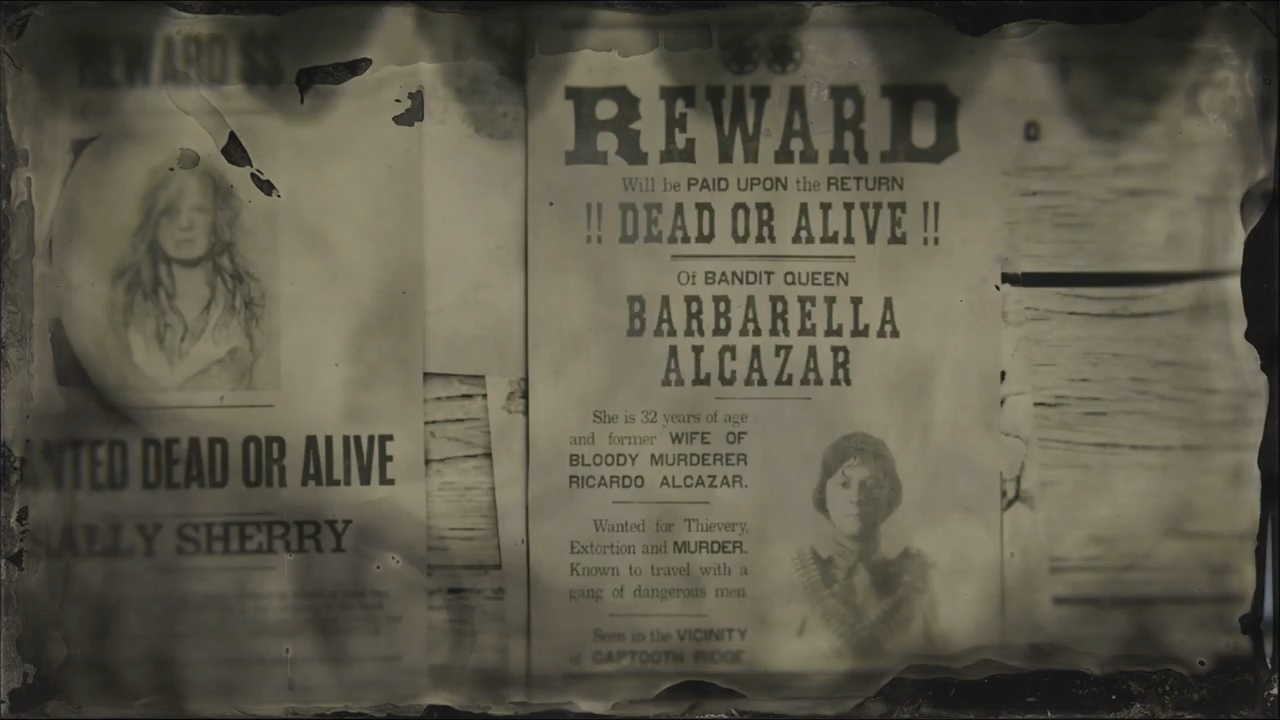 REWARD $$
WANTED DEAD OR ALIVE
SALLY SHERRY
REWARD
Will be PAID UPON the RETURN
!! DEAD OR ALIVE !!
Of BANDIT QUEEN
BARBARELLA
ALCAZAR
She is 32 years of age
and former WIFE OF
BLOODY MURDERER
RICARDO ALCAZAR.
Wanted for Thievery,
Extortion and MURDER.
Known to travel with a
gang of dangerous men
Seen in the VICINITY
of GAPTOOTH RIDGE